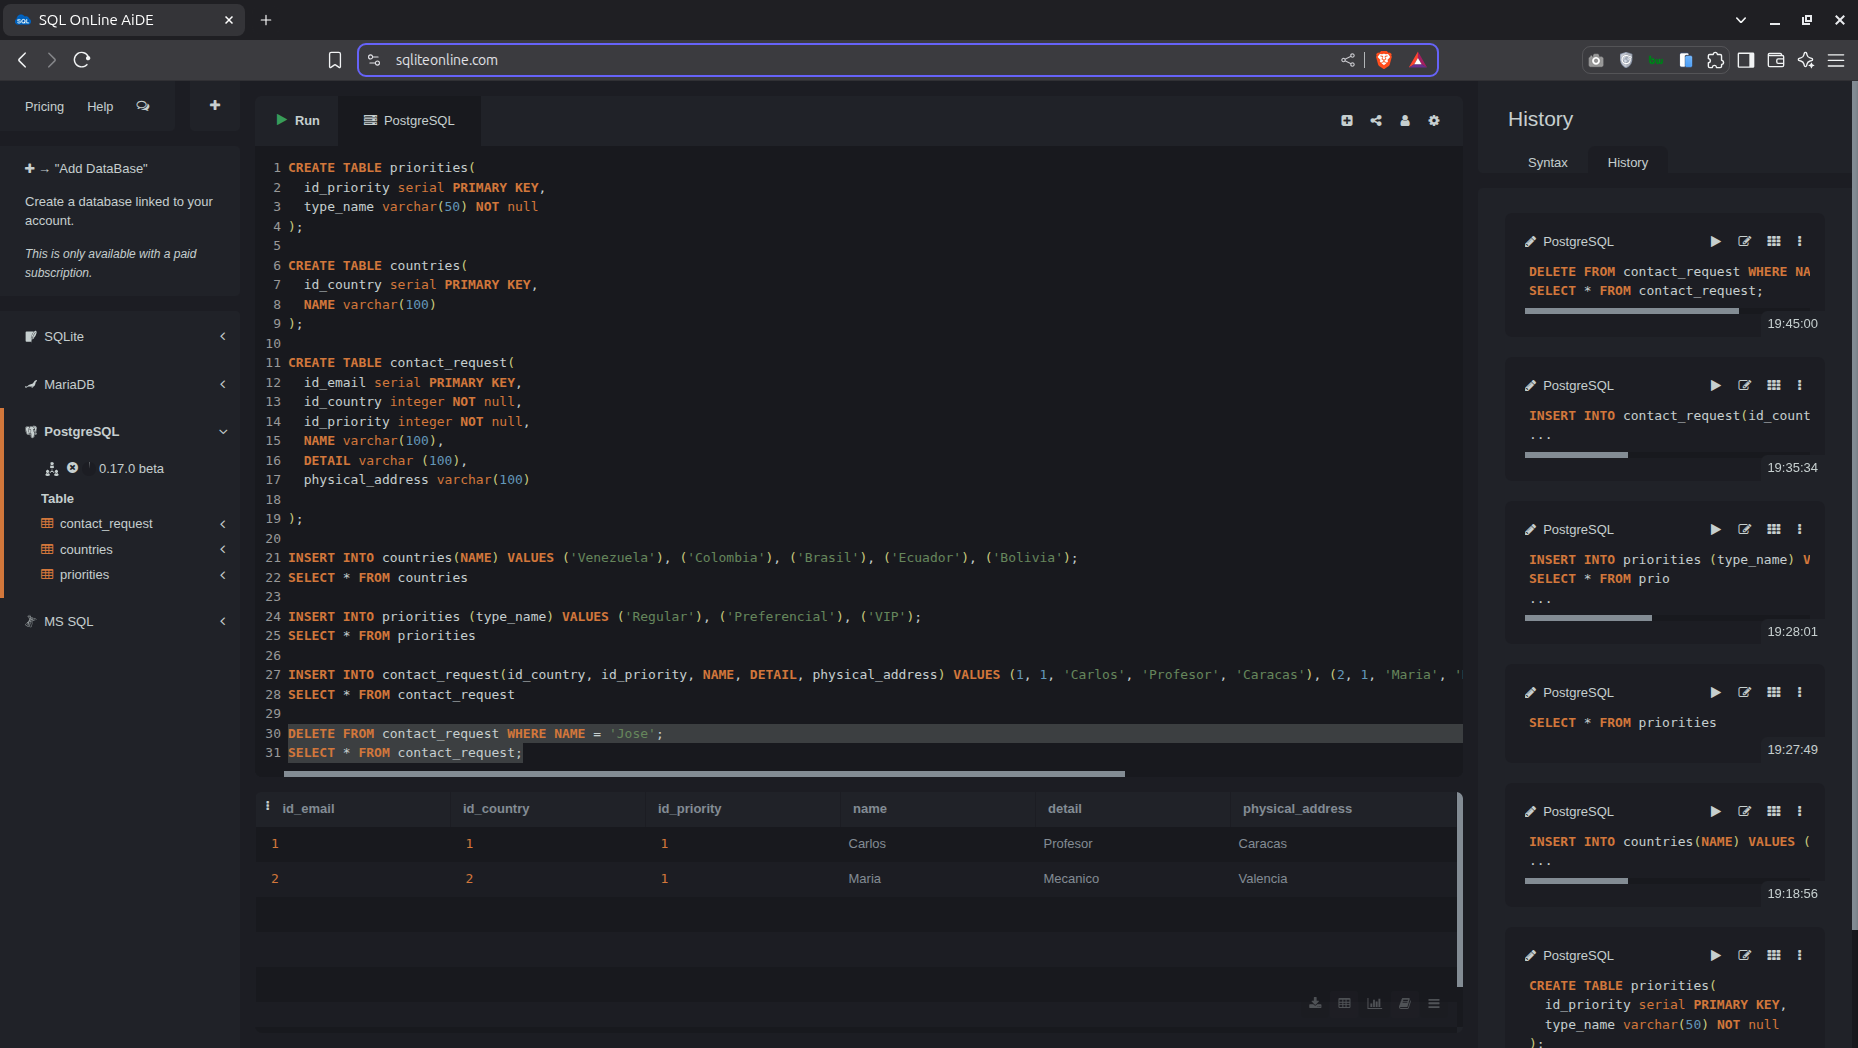 SQL OnLine AiDE
sqliteonline.com
Pricing Help
→ "Add DataBase"
Create a database linked to your
account.
This is only available with a paid
subscription.
SQLite
MariaDB
PostgreSQL
0.17.0 beta
Table
contact_request
countries
priorities
MS SQL
Run PostgreSQL
1 CREATE TABLE priorities(
2 id_priority serial PRIMARY KEY,
3 type_name varchar(50) NOT null
4 );
5
6 CREATE TABLE countries(
7 id_country serial PRIMARY KEY,
8 NAME varchar(100)
9 );
10
11 CREATE TABLE contact_request(
12 id_email serial PRIMARY KEY,
13 id_country integer NOT null,
14 id_priority integer NOT null,
15 NAME varchar(100),
16 DETAIL varchar (100),
17 physical_address varchar(100)
18
19 );
20
21 INSERT INTO countries(NAME) VALUES ('Venezuela'), ('Colombia'), ('Brasil'), ('Ecuador'), ('Bolivia');
22 SELECT * FROM countries
23
24 INSERT INTO priorities (type_name) VALUES ('Regular'), ('Preferencial'), ('VIP');
25 SELECT * FROM priorities
26
27 INSERT INTO contact_request(id_country, id_priority, NAME, DETAIL, physical_address) VALUES (1, 1, 'Carlos', 'Profesor', 'Caracas'), (2, 1, 'Maria', '
28 SELECT * FROM contact_request
29
30 DELETE FROM contact_request WHERE NAME = 'Jose';
31 SELECT * FROM contact_request;
id_email id_country id_priority name detail physical_address
1 1 1 Carlos Profesor Caracas
2 2 1 Maria Mecanico Valencia
History
Syntax History
PostgreSQL
DELETE FROM contact_request WHERE NA
SELECT * FROM contact_request;
19:45:00
PostgreSQL
INSERT INTO contact_request(id_count
...
19:35:34
PostgreSQL
INSERT INTO priorities (type_name) V
SELECT * FROM prio
...
19:28:01
PostgreSQL
SELECT * FROM priorities
19:27:49
PostgreSQL
INSERT INTO countries(NAME) VALUES (
...
19:18:56
PostgreSQL
CREATE TABLE priorities(
id_priority serial PRIMARY KEY,
type_name varchar(50) NOT null
);